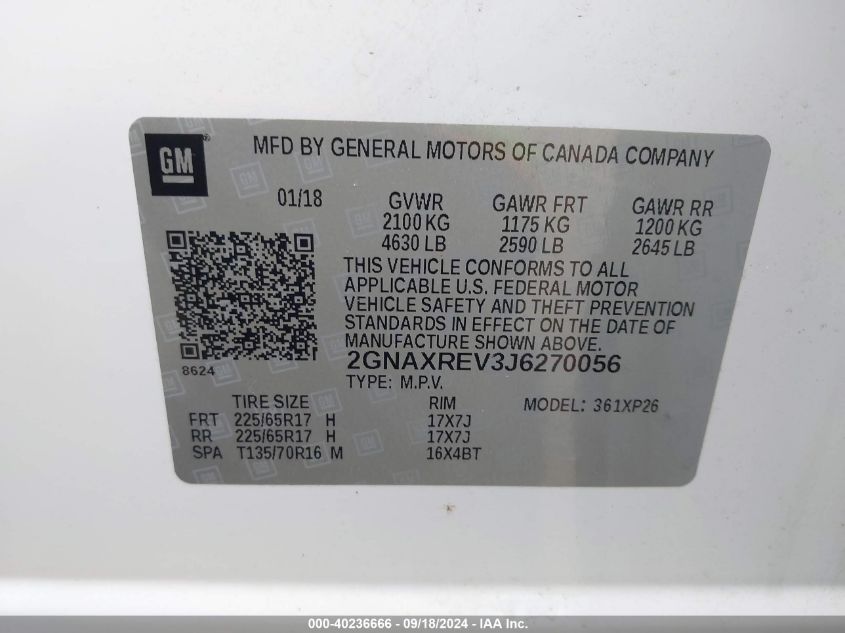 GM ®
MFD BY GENERAL MOTORS OF CANADA COMPANY
01/18 GVWR GAWR FRT GAWR RR
2100 KG 1175 KG 1200 KG
4630 LB 2590 LB 2645 LB
THIS VEHICLE CONFORMS TO ALL
APPLICABLE U.S. FEDERAL MOTOR
VEHICLE SAFETY AND THEFT PREVENTION
STANDARDS IN EFFECT ON THE DATE OF
MANUFACTURE SHOWN ABOVE.
8624 2GNAXREV3J6270056
TYPE: M.P.V.
TIRE SIZE RIM MODEL: 361XP26
FRT 225/65R17 H 17X7J
RR 225/65R17 H 17X7J
SPA T135/70R16 M 16X4BT
000-40236666 - 09/18/2024 - IAA Inc.